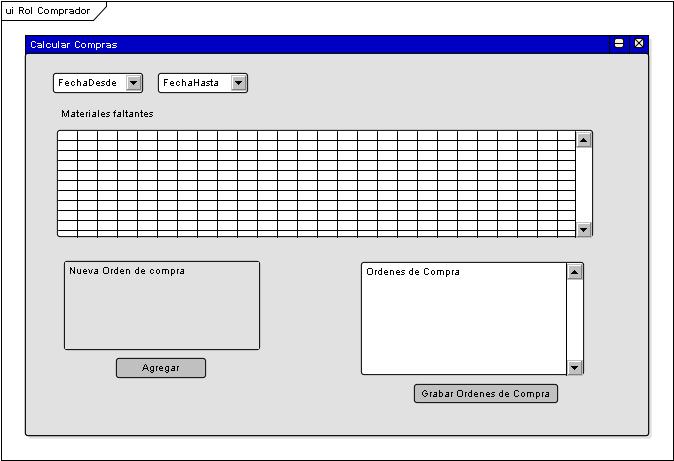 ui Rol Comprador
Calcular Compras
FechaDesde
FechaHasta
Materiales faltantes
Nueva Orden de compra
Ordenes de Compra
Agregar
Grabar Ordenes de Compra